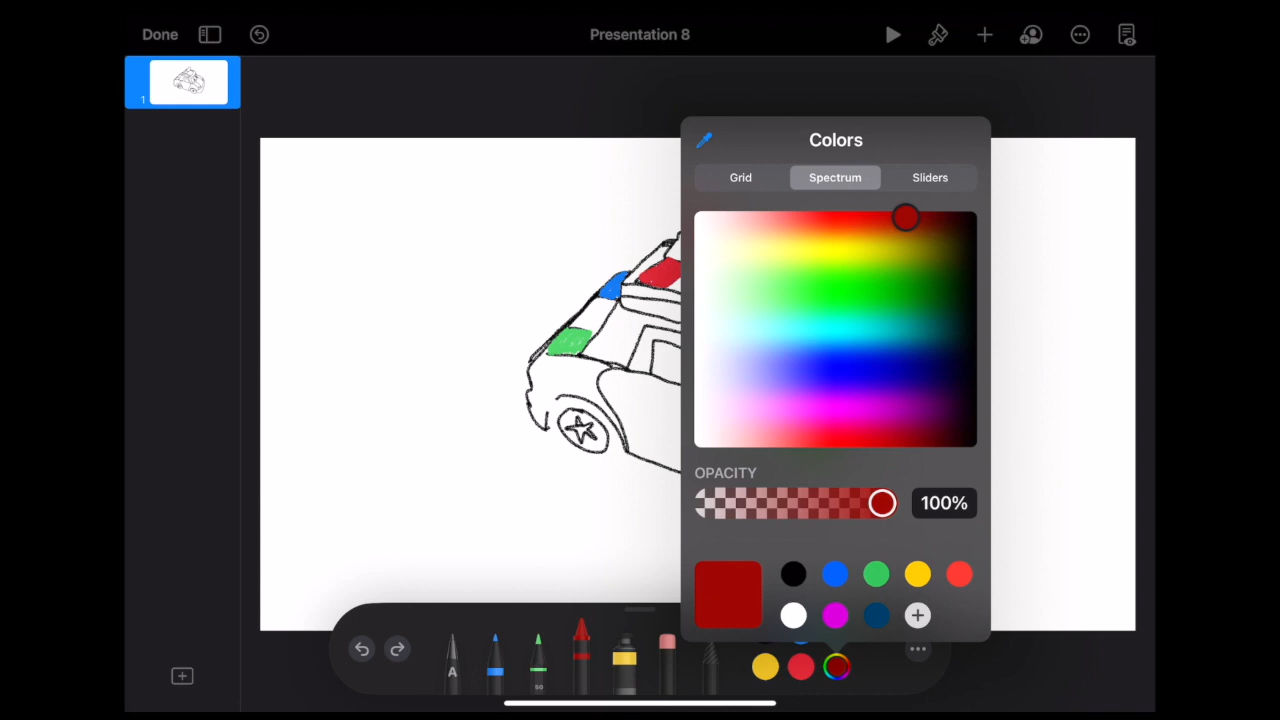 Done
Presentation 8
1
Colors
Grid Spectrum Sliders
OPACITY
100%
A
50